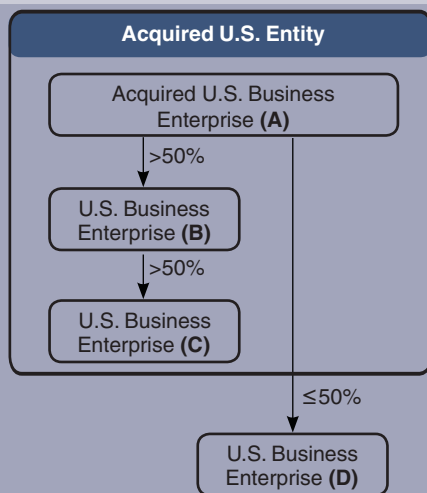 Acquired U.S. Entity
Acquired U.S. Business
Enterprise (A)
>50%
U.S. Business
Enterprise (B)
>50%
U.S. Business
Enterprise (C)
≤50%
U.S. Business
Enterprise (D)